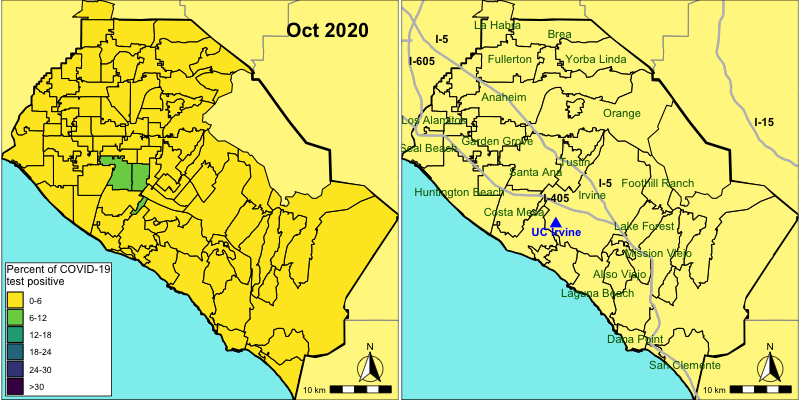 Oct 2020
Percent of COVID-19
test positive
0-6
6-12
12-18
18-24
24-30
>30
N
10 km
La Habra
Brea
I-5
I-605
Fullerton
Yorba Linda
Anaheim
Orange
Los Alamitos
I-15
Seal Beach
Garden Grove
Tustin
Santa Ana
I-5
Foothill Ranch
Huntington Beach
I-405
Irvine
Costa Mesa
UC Irvine
Lake Forest
Mission Viejo
Aliso Viejo
Laguna Beach
Dana Point
San Clemente
N
10 km